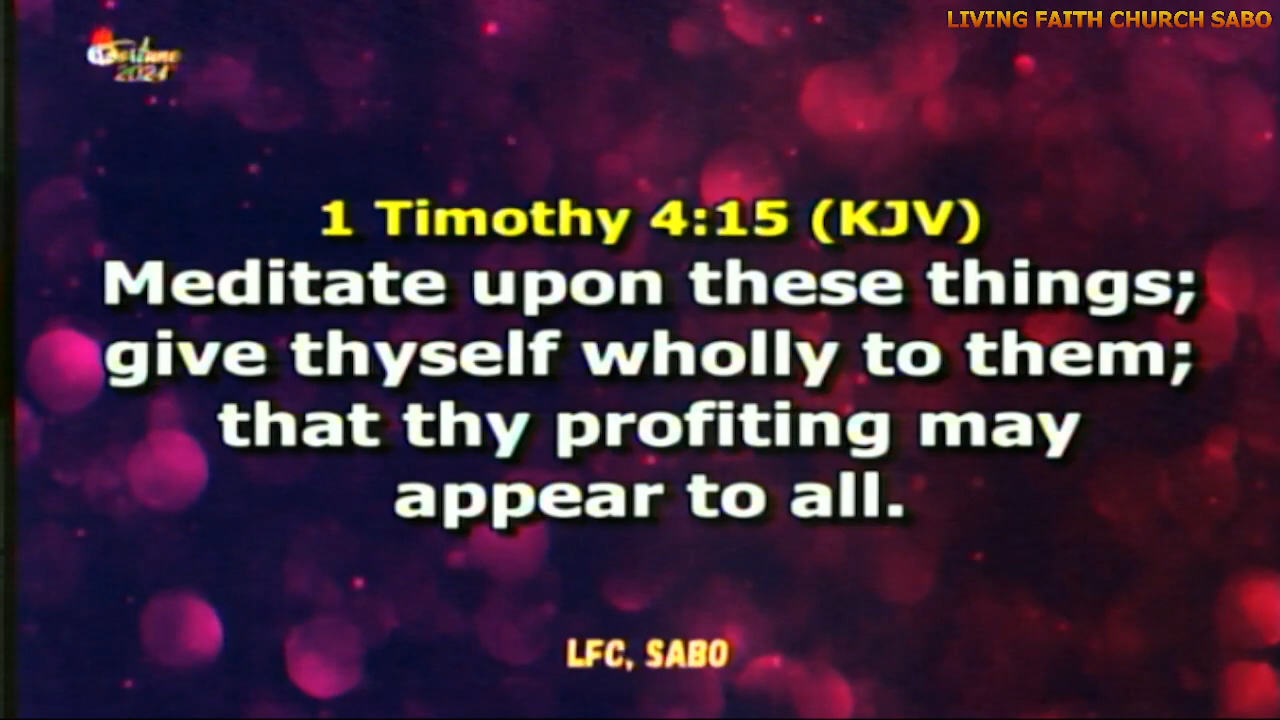 LIVING FAITH CHURCH SABO
2024
1 Timothy 4:15 (KJV)
Meditate upon these things;
give thyself wholly to them;
that thy profiting may
appear to all.
LFC, SABO